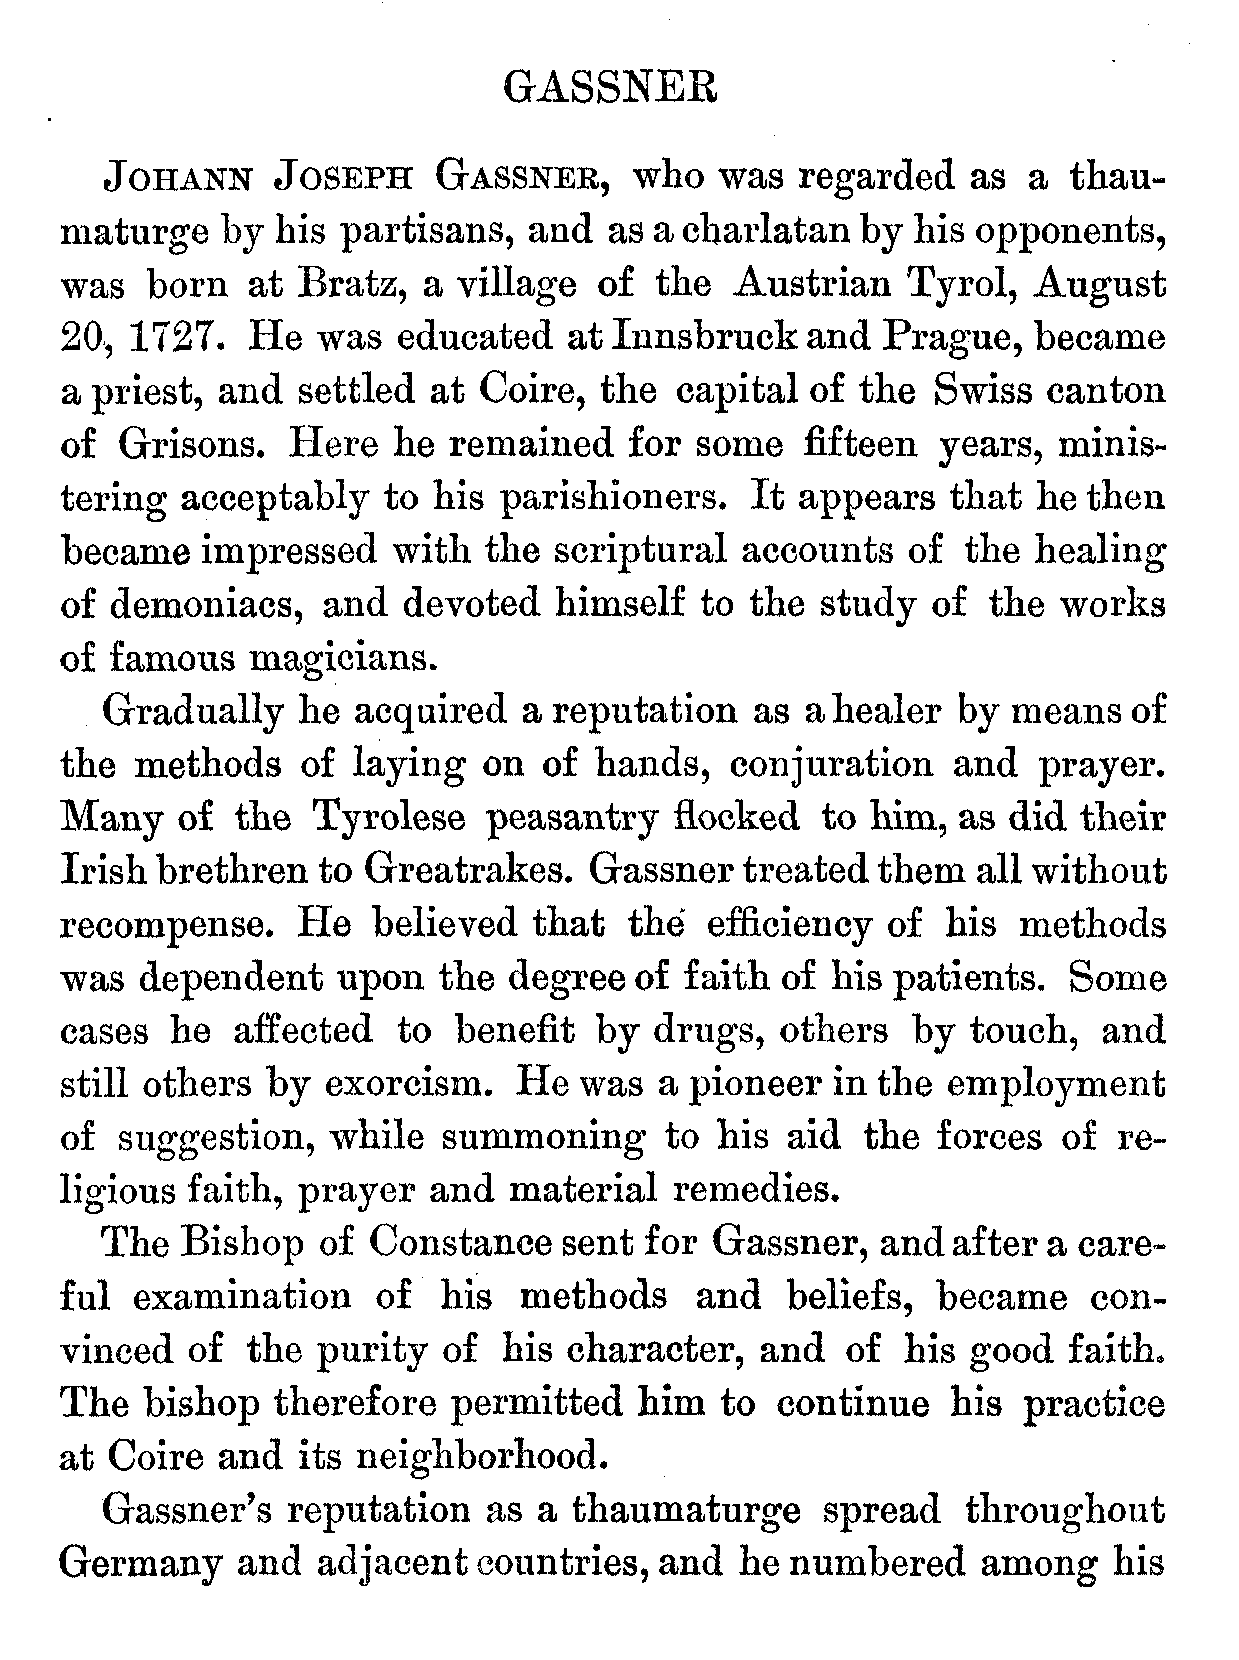 GASSNER
JOHANN JOSEPH GASSNER, who was regarded as a thau-
maturge by his partisans, and as a charlatan by his opponents,
was born at Bratz, a village of the Austrian Tyrol, August
20, 1727. He was educated at Innsbruck and Prague, became
a priest, and settled at Coire, the capital of the Swiss canton
of Grisons. Here he remained for some fifteen years, minis-
tering acceptably to his parishioners. It appears that he then
became impressed with the scriptural accounts of the healing
of demoniacs, and devoted himself to the study of the works
of famous magicians.
Gradually he acquired a reputation as a healer by means of
the methods of laying on of hands, conjuration and prayer.
Many of the Tyrolese peasantry flocked to him, as did their
Irish brethren to Greatrakes. Gassner treated them all without
recompense. He believed that the efficiency of his methods
was dependent upon the degree of faith of his patients. Some
cases he affected to benefit by drugs, others by touch, and
still others by exorcism. He was a pioneer in the employment
of suggestion, while summoning to his aid the forces of re-
ligious faith, prayer and material remedies.
The Bishop of Constance sent for Gassner, and after a care-
ful examination of his methods and beliefs, became con-
vinced of the purity of his character, and of his good faith.
The bishop therefore permitted him to continue his practice
at Coire and its neighborhood.
Gassner's reputation as a thaumaturge spread throughout
Germany and adjacent countries, and he numbered among his